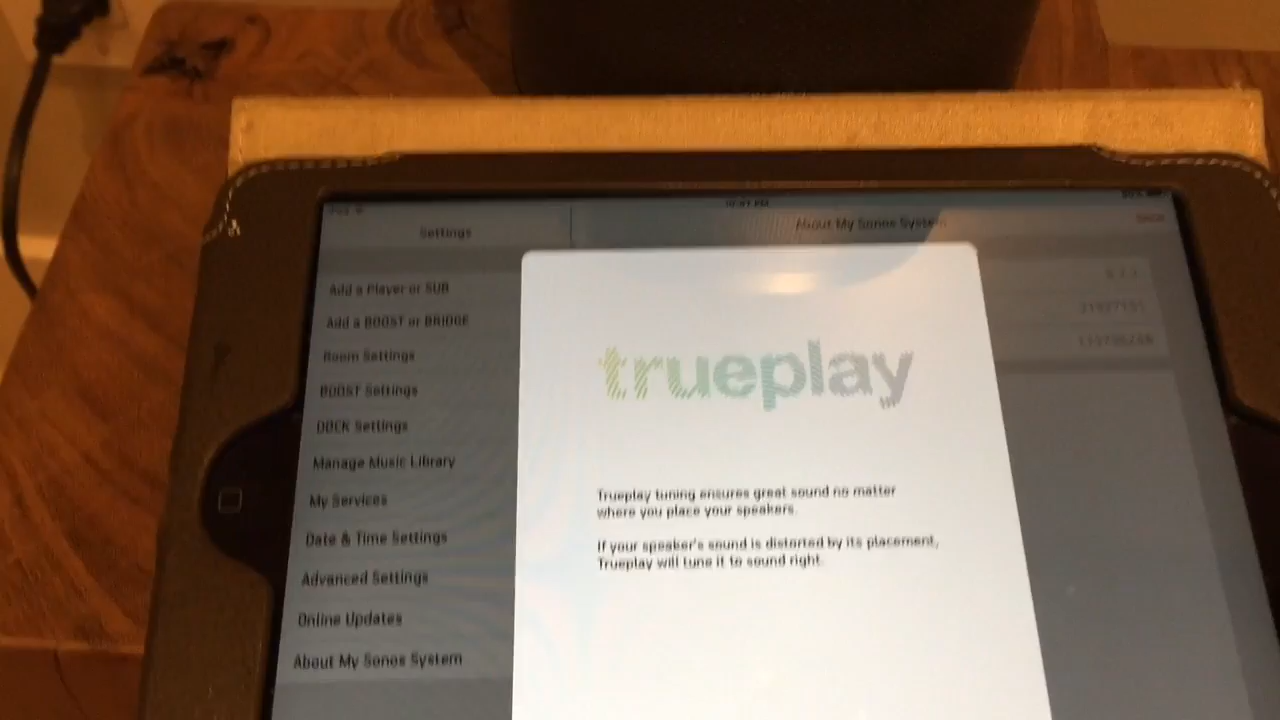 Settings
About My Sonos System
Add a Player or SUB
Add a BOOST or BRIDGE
Room Settings
BOOST Settings
DOCK Settings
Manage Music Library
My Services
Date & Time Settings
Advanced Settings
Online Updates
About My Sonos System
trueplay
Trueplay tuning ensures great sound no matter
where you place your speakers.
If your speaker's sound is distorted by its placement,
Trueplay will tune it to sound right.